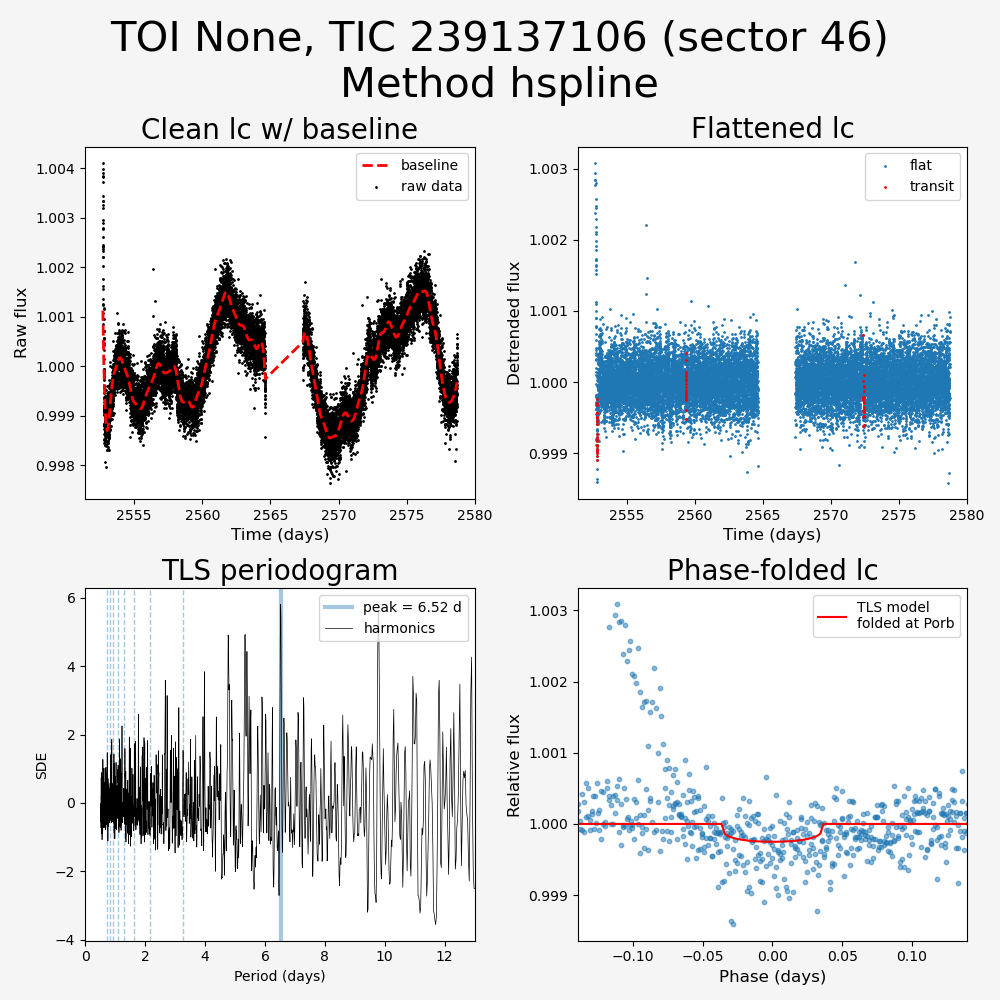 TOI None, TIC 239137106 (sector 46)
Method hspline
Clean lc w/ baseline
Flattened lc
baseline
raw data
flat
transit
1.004
1.003
1.002
1.001
1.000
0.999
0.998
Raw flux
1.003
1.002
1.001
1.000
0.999
Detrended flux
2555
2560
2565
2570
2575
2580
Time (days)
2555
2560
2565
2570
2575
2580
Time (days)
TLS periodogram
Phase-folded lc
peak = 6.52 d
harmonics
TLS model
folded at Porb
6
4
2
0
−2
−4
SDE
1.003
1.002
1.001
1.000
0.999
Relative flux
0
2
4
6
8
10
12
Period (days)
−0.10
−0.05
0.00
0.05
0.10
Phase (days)